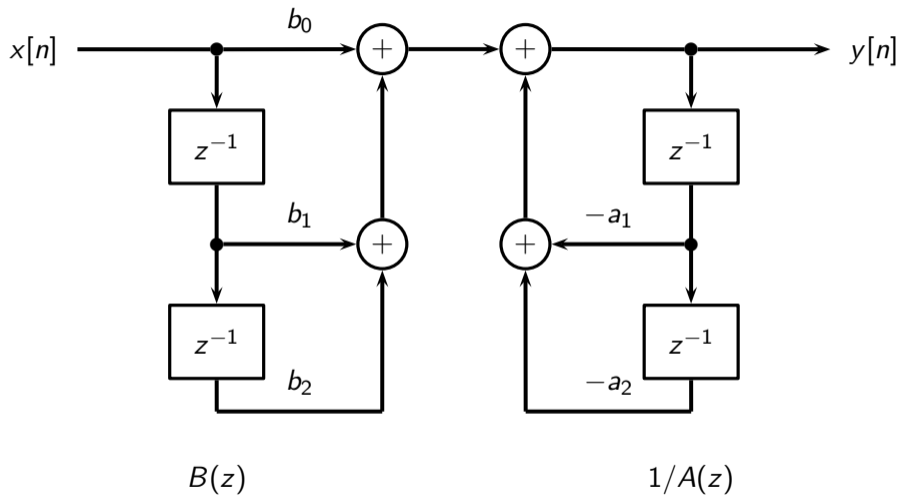 b₀
x[n] + + y[n]
z⁻¹ z⁻¹
b₁ −a₁
+ +
z⁻¹ z⁻¹
b₂ −a₂
B(z) 1/A(z)